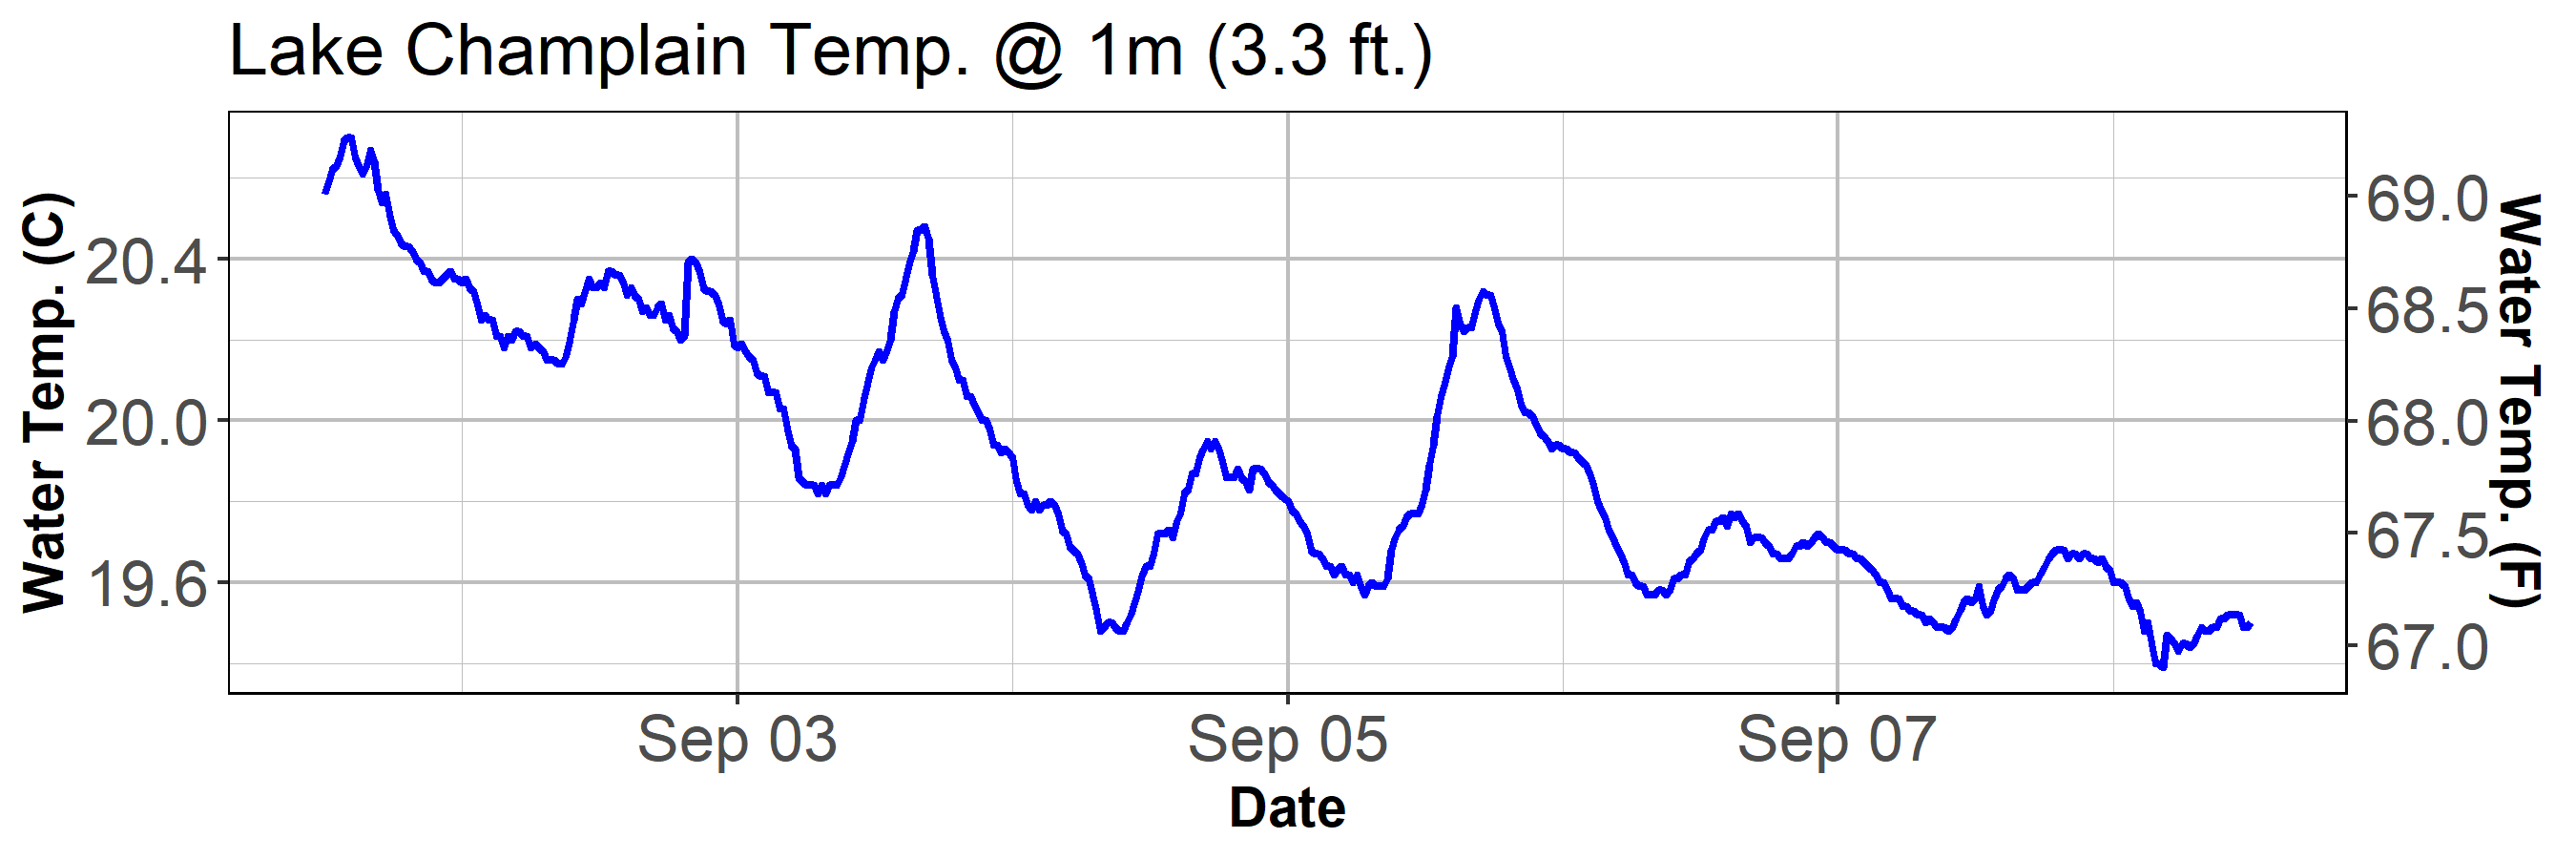 Lake Champlain Temp. @ 1m (3.3 ft.)
Water Temp. (C)
20.4
20.0
19.6
69.0
68.5
68.0
67.5
67.0
Water Temp. (F)
Sep 03
Sep 05
Sep 07
Date